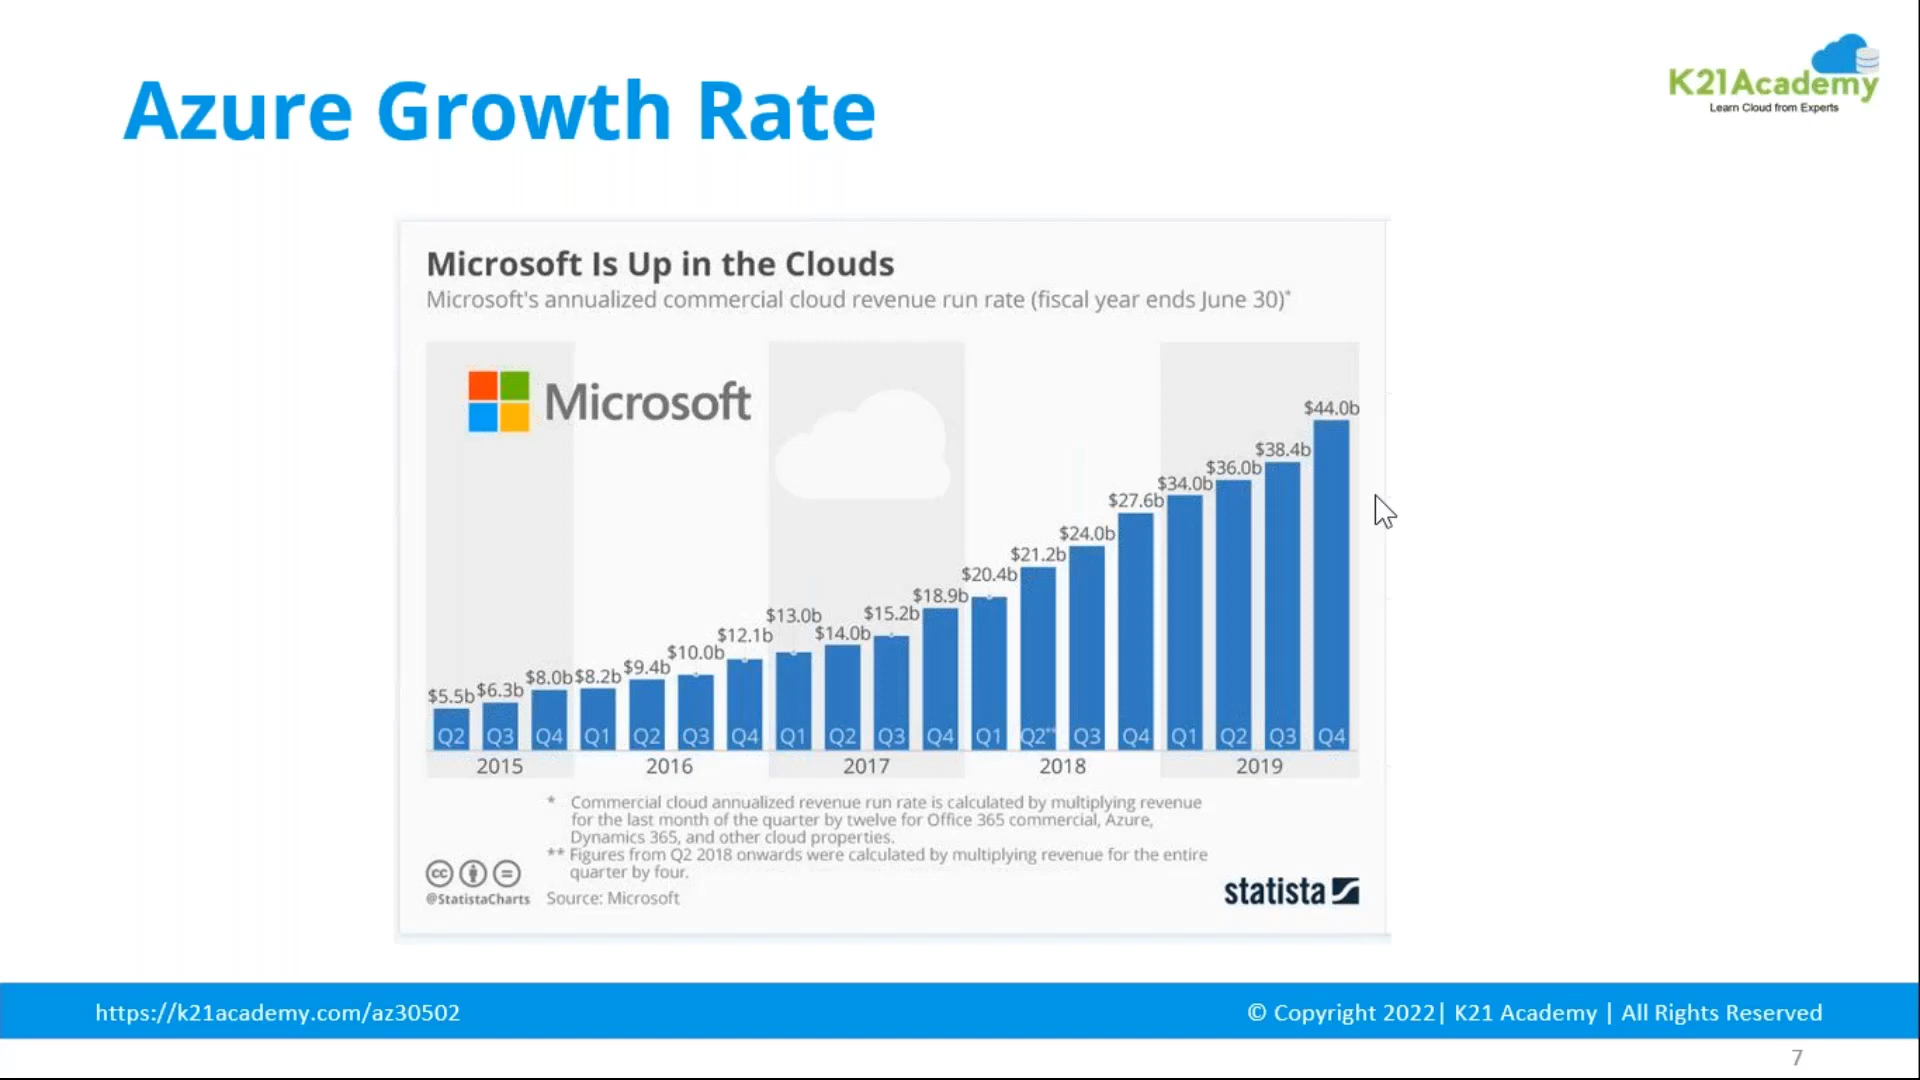 Azure Growth Rate
K21Academy
Learn Cloud from Experts
Microsoft Is Up in the Clouds
Microsoft's annualized commercial cloud revenue run rate (fiscal year ends June 30)*
Microsoft
$5.5b $6.3b $8.0b $8.2b $9.4b $10.0b $12.1b $13.0b $14.0b $15.2b $18.9b $20.4b $21.2b $24.0b $27.6b $34.0b $36.0b $38.4b $44.0b
Q2 Q3 Q4 Q1 Q2 Q3 Q4 Q1 Q2 Q3 Q4 Q1 Q2** Q3 Q4 Q1 Q2 Q3 Q4
2015 2016 2017 2018 2019
* Commercial cloud annualized revenue run rate is calculated by multiplying revenue
for the last month of the quarter by twelve for Office 365 commercial, Azure,
Dynamics 365, and other cloud properties.
** Figures from Q2 2018 onwards were calculated by multiplying revenue for the entire
quarter by four.
cc
@StatistaCharts Source: Microsoft
statista
https://k21academy.com/az30502
© Copyright 2022| K21 Academy | All Rights Reserved
7